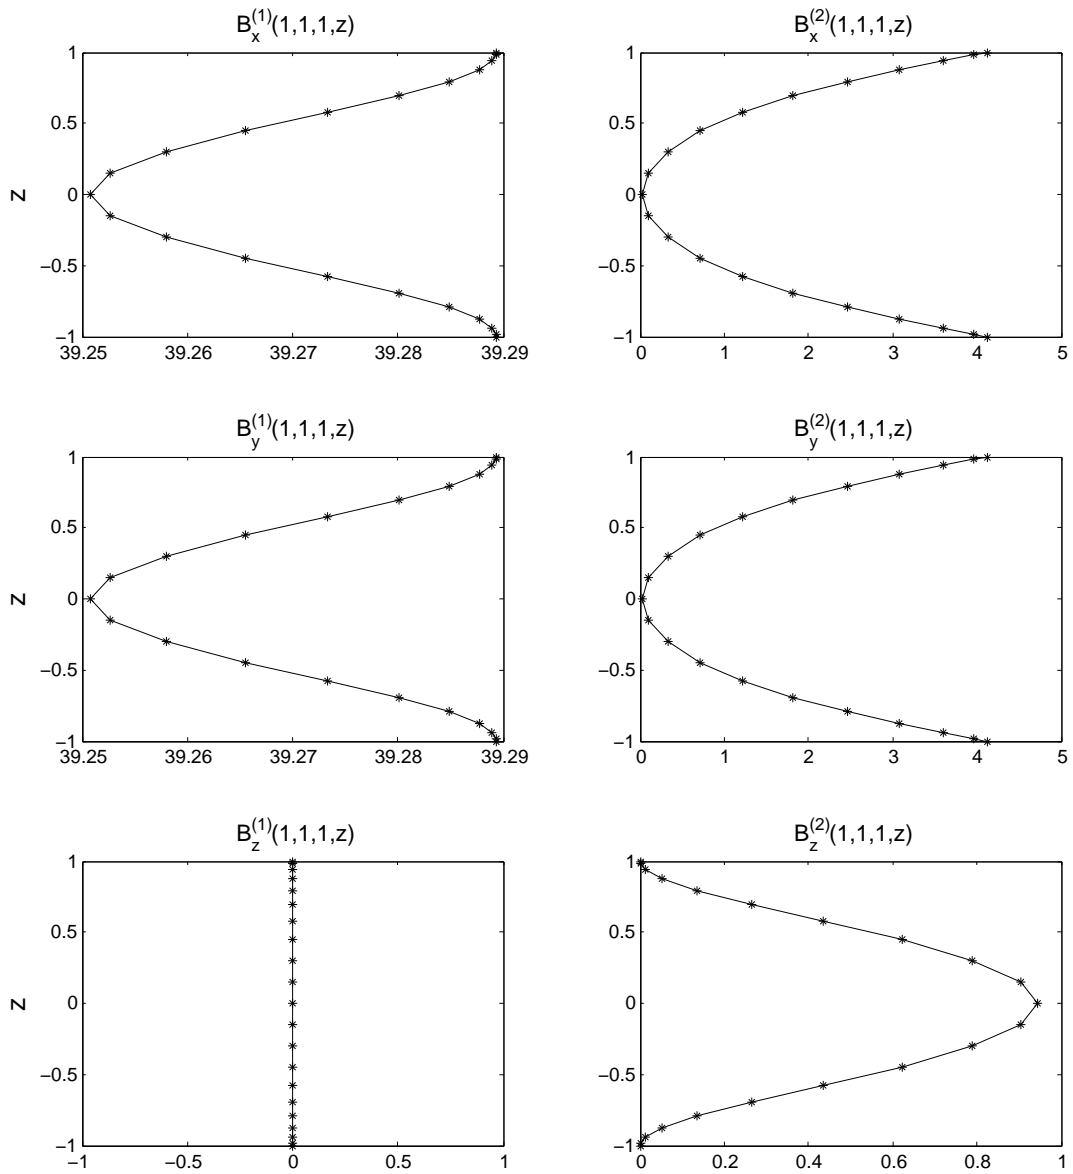 B_x^(1)(1,1,1,z)
1
0.5
0
−0.5
−1
z
39.25 39.26 39.27 39.28 39.29
B_x^(2)(1,1,1,z)
1
0.5
0
−0.5
−1
0 1 2 3 4 5
B_y^(1)(1,1,1,z)
1
0.5
0
−0.5
−1
z
39.25 39.26 39.27 39.28 39.29
B_y^(2)(1,1,1,z)
1
0.5
0
−0.5
−1
0 1 2 3 4 5
B_z^(1)(1,1,1,z)
1
0.5
0
−0.5
−1
z
−1 −0.5 0 0.5 1
B_z^(2)(1,1,1,z)
1
0.5
0
−0.5
−1
0 0.2 0.4 0.6 0.8 1